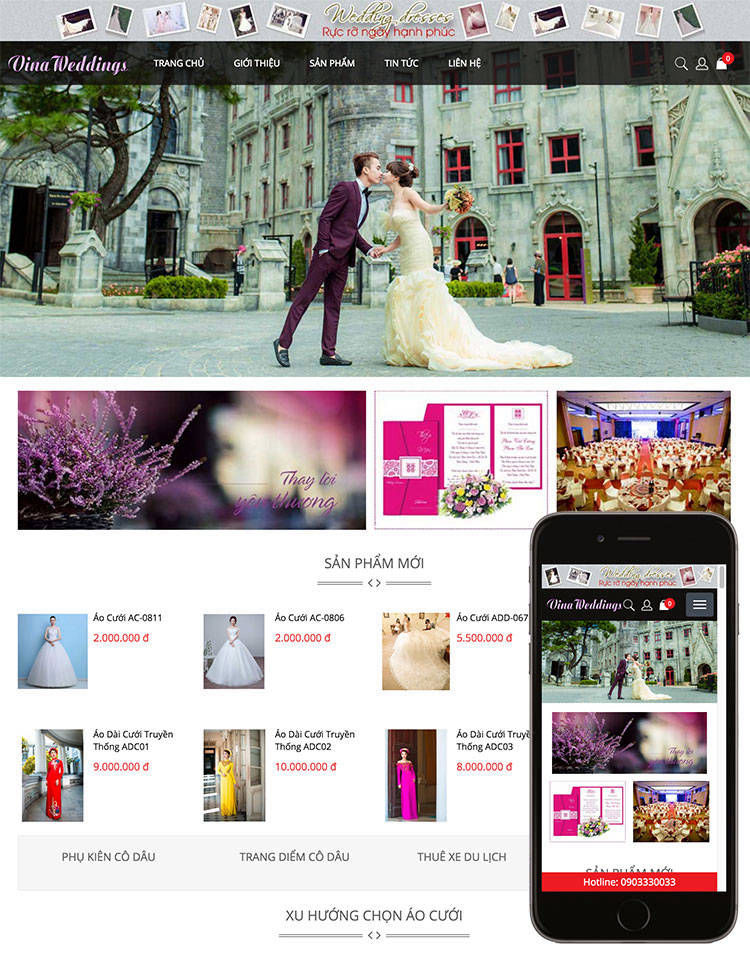 Wedding dresses
Rực rỡ ngày hạnh phúc
Vina Weddings
TRANG CHỦ
GIỚI THIỆU
SẢN PHẨM
TIN TỨC
LIÊN HỆ
0
Thay lời
yêu thương
SẢN PHẨM MỚI
Áo Cưới AC-0811
2.000.000 đ
Áo Cưới AC-0806
2.000.000 đ
Áo Cưới ADD-067
5.500.000 đ
Áo Dài Cưới Truyền
Thống ADC01
9.000.000 đ
Áo Dài Cưới Truyền
Thống ADC02
10.000.000 đ
Áo Dài Cưới Truyề
Thống ADC03
8.000.000 đ
PHỤ KIÊN CÔ DÂU
TRANG DIỂM CÔ DÂU
THUÊ XE DU LỊCH
XU HƯỚNG CHỌN ÁO CƯỚI
Wedding dresses
Rực rỡ ngày hạnh phúc
Vina Weddings
0
Thay lời
yêu thương
SẢN PHẨM MỚI
Hotline: 0903330033